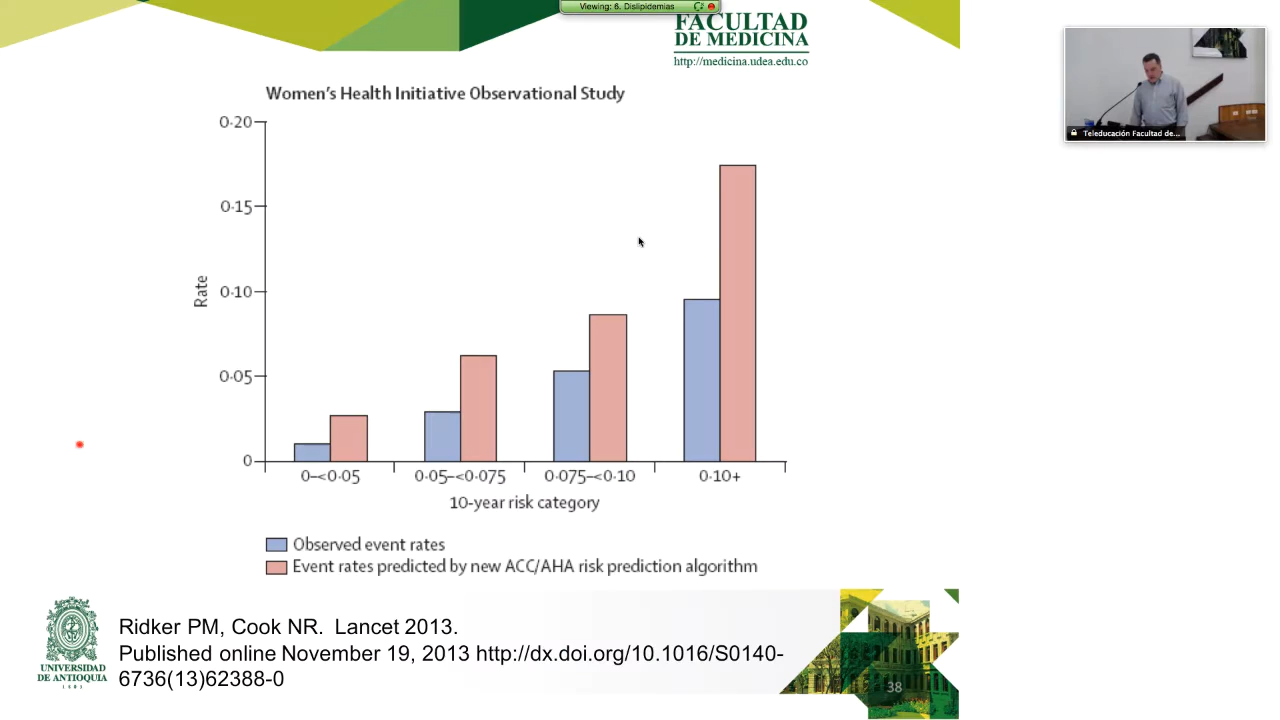 Viewing: 6. Dislipidemias
FACULTAD
DE MEDICINA
http://medicina.udea.edu.co
Teleducación Facultad de...
Women's Health Initiative Observational Study
0·20
0·15
0·10
0·05
0
Rate
0–<0·05
0·05–<0·075
0·075–<0·10
0·10+
10-year risk category
Observed event rates
Event rates predicted by new ACC/AHA risk prediction algorithm
UNIVERSIDAD
DE ANTIOQUIA
1803
Ridker PM, Cook NR. Lancet 2013.
Published online November 19, 2013 http://dx.doi.org/10.1016/S0140-
6736(13)62388-0
38